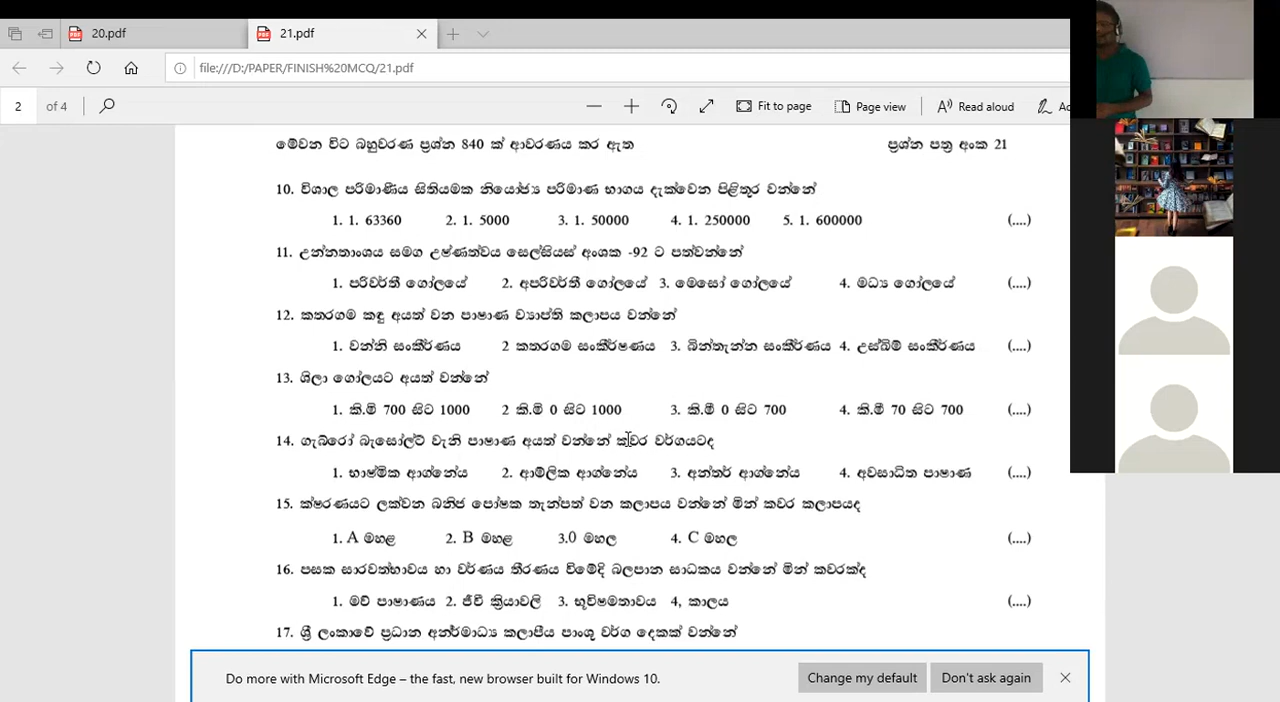 20.pdf
21.pdf
file:///D:/PAPER/FINISH%20MCQ/21.pdf
2 of 4
Fit to page
Page view
Read aloud
මේවන විට බහුවරණ ප්‍රශ්න 840 ක් ආවරණය කර ඇත
ප්‍රශ්න පත්‍ර අංක 21
10. විශාල පරිමාණීය සිතියමක නියෝජ්‍ය පරිමාණ භාගය දැක්වෙන පිළිතුර වන්නේ
1. 1. 63360 2. 1. 5000 3. 1. 50000 4. 1. 250000 5. 1. 600000 (....)
11. උන්නතාංශය සමග උෂ්ණත්වය සෙල්සියස් අංශක -92 ට පත්වන්නේ
1. පරිවර්තී ගෝලයේ 2. අපරිවර්තී ගෝලයේ 3. මෙසෝ ගෝලයේ 4. මධ්‍ය ගෝලයේ (....)
12. කතරගම කඳු අයත් වන පාෂාණ ව්‍යාප්ති කලාපය වන්නේ
1. වන්නි සංකීර්ණය 2 කතරගම සංකීර්ෂණය 3. බින්තැන්න සංකීර්ණය 4. උස්බිම් සංකීර්ණය (....)
13. ශිලා ගෝලයට අයත් වන්නේ
1. කි.මි 700 සිට 1000 2 කි.මි 0 සිට 1000 3. කි.මී 0 සිට 700 4. කි.මී 70 සිට 700 (....)
14. ගැබ්රෝ බැසෝල්ට් වැනි පාෂාණ අයත් වන්නේ කවර වර්ගයටද
1. භාෂ්මික ආග්නේය 2. ආම්ලික ආග්නේය 3. අන්තර් ආග්නේය 4. අවසාධිත පාෂාණ (....)
15. ක්ෂරණයට ලක්වන ඛනිජ පෝෂක තැන්පත් වන කලාපය වන්නේ මින් කවර කලාපයද
1. A මහළ 2. B මහළ 3.0 මහල 4. C මහල (....)
16. පසක සාරවත්භාවය හා වර්ණය තීරණය වීමේදී බලපාන සාධකය වන්නේ මින් කවරක්ද
1. මව් පාෂාණය 2. ජීවී ක්‍රියාවලි 3. භූවිෂමතාවය 4, කාලය (....)
17. ශ්‍රී ලංකාවේ ප්‍රධාන අන්ර්මාධ්‍ය කලාපීය පාංශු වර්ග දෙකක් වන්නේ
Do more with Microsoft Edge – the fast, new browser built for Windows 10.
Change my default
Don't ask again